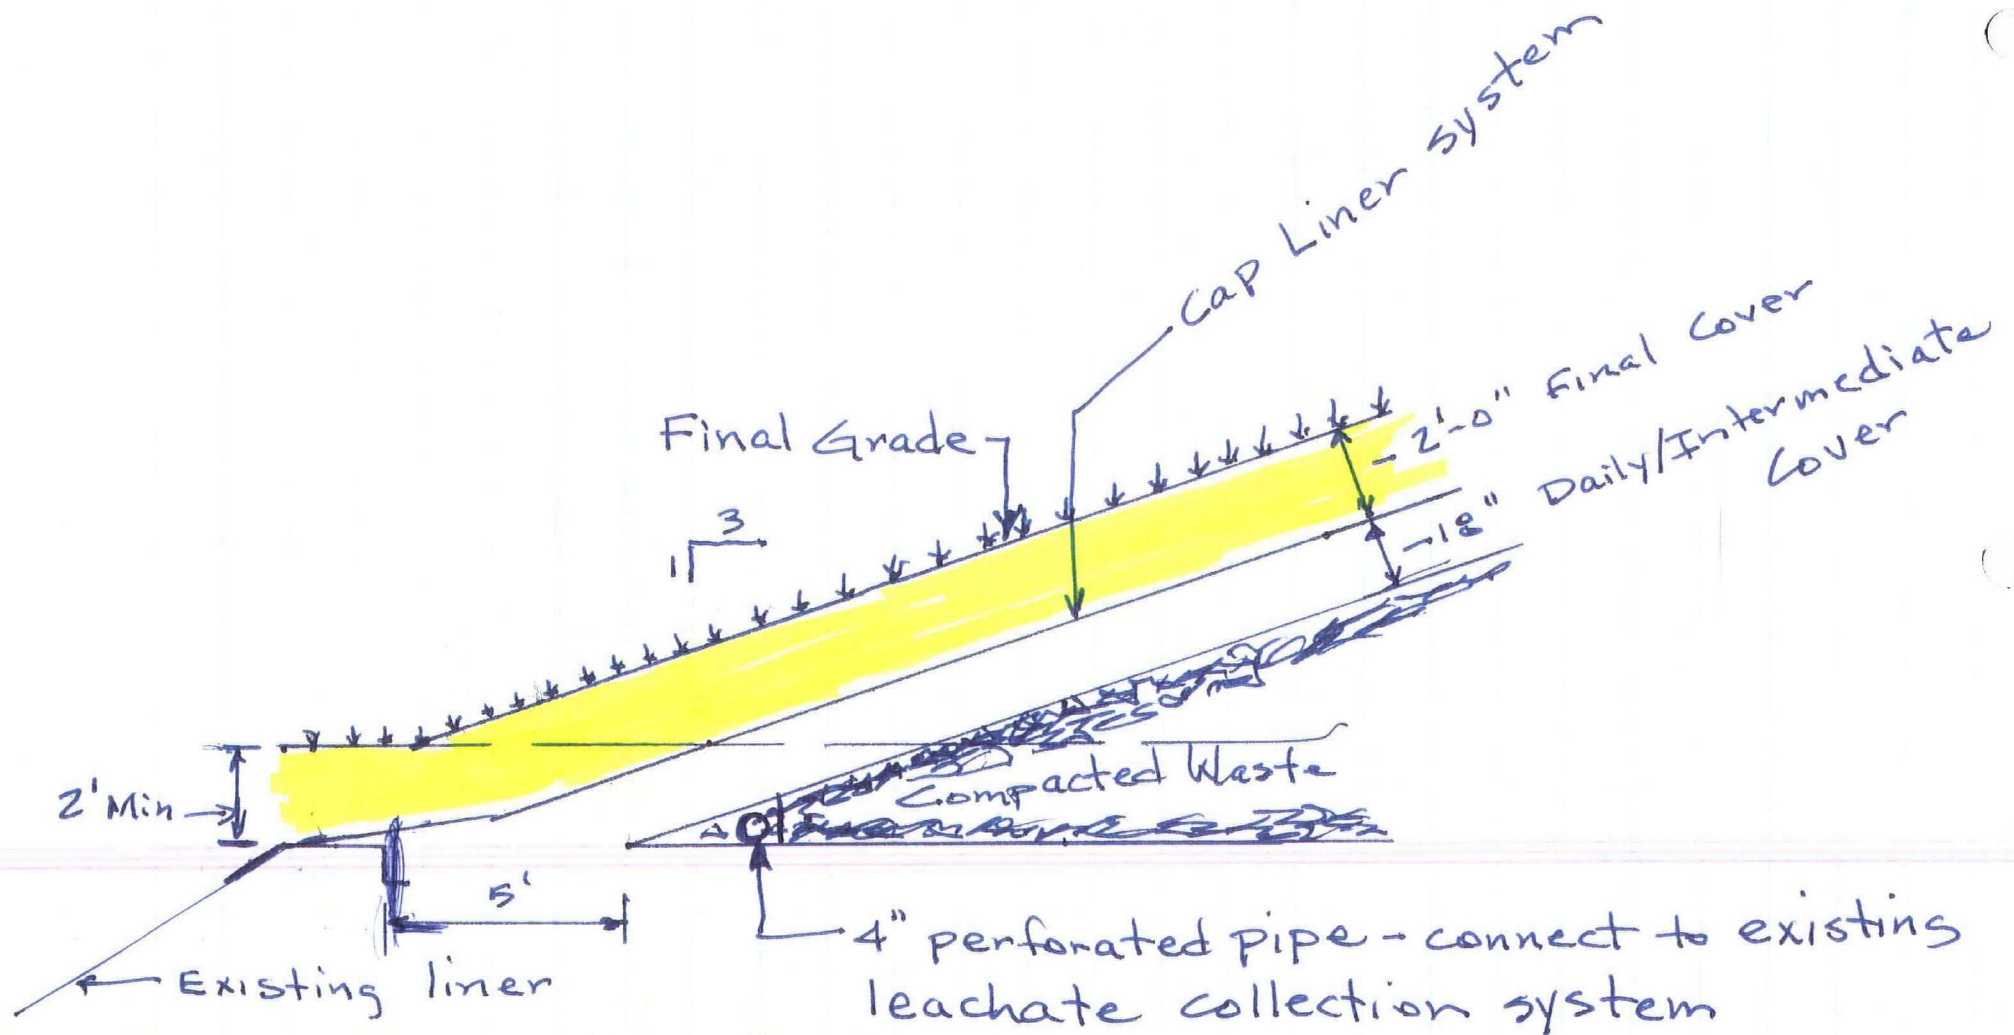 Cap Liner system
2'-0" Final Cover
18" Daily/Intermediate
Cover
Final Grade
3
1
2' Min
Compacted Waste
5'
4" perforated pipe - connect to existing
leachate collection system
Existing liner